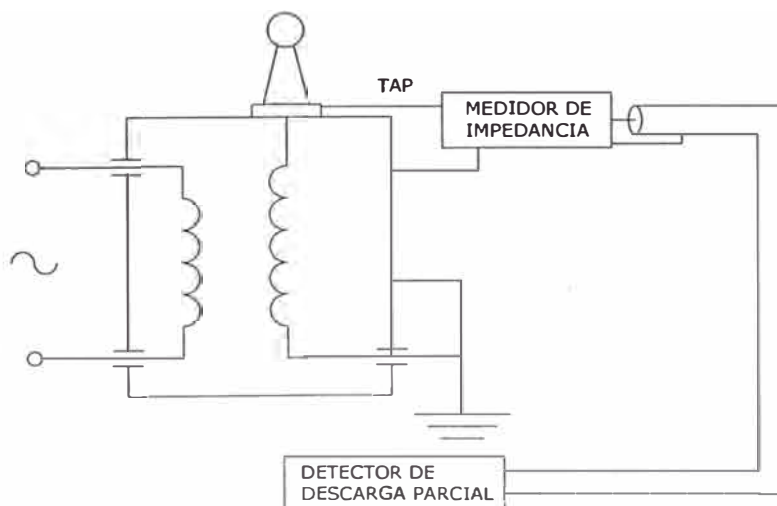 TAP
MEDIDOR DE
IMPEDANCIA
DETECTOR DE
DESCARGA PARCIAL